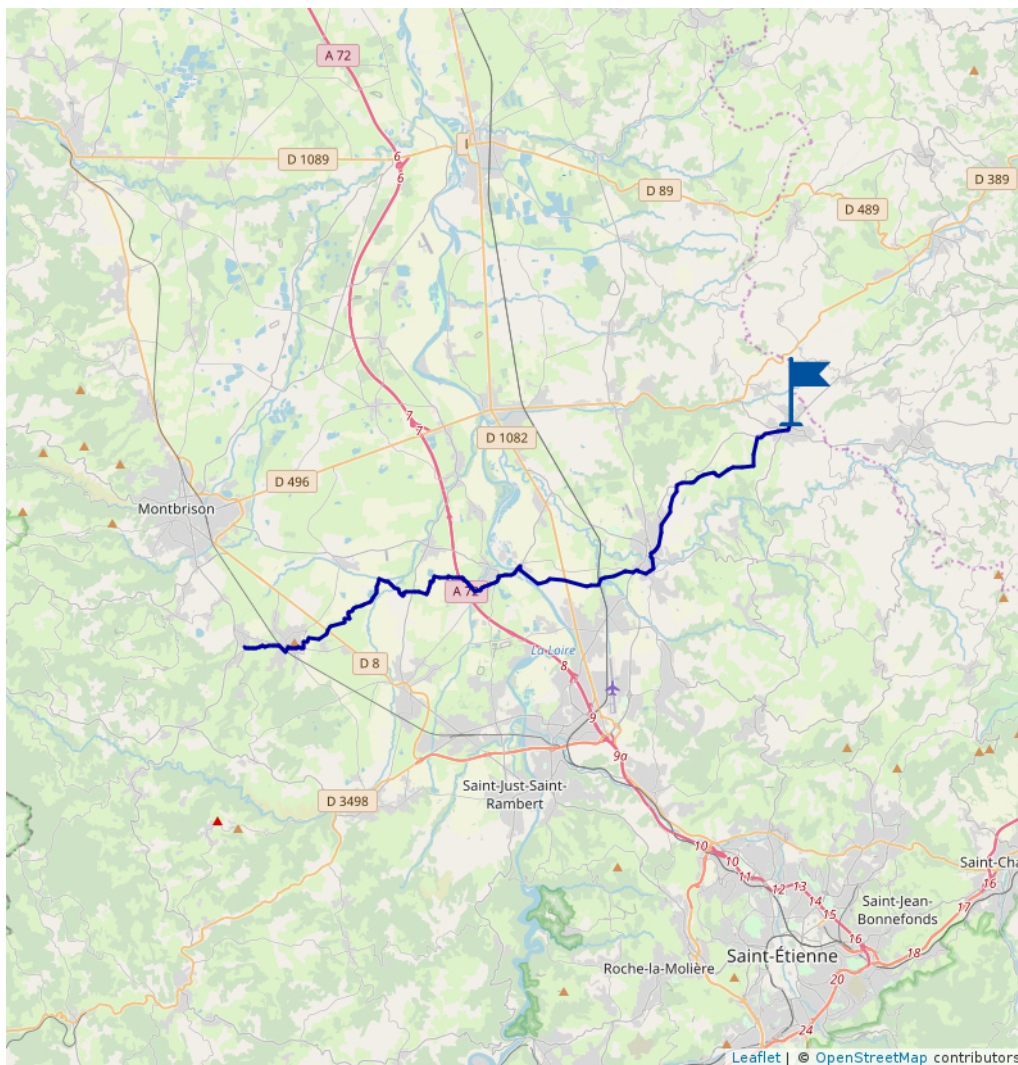 A 72
D 1089
6
6
D 89
D 389
D 489
7
7
D 1082
D 496
Montbrison
A 72
La Loire
D 8
8
9
9a
Saint-Just-Saint-
Rambert
D 3498
10
10
11
12
13
14
15
16
Saint-Cha
16
17
Saint-Jean-
Bonnefonds
18
Saint-Étienne
Roche-la-Molière
20
24
Leaflet | © OpenStreetMap contributors